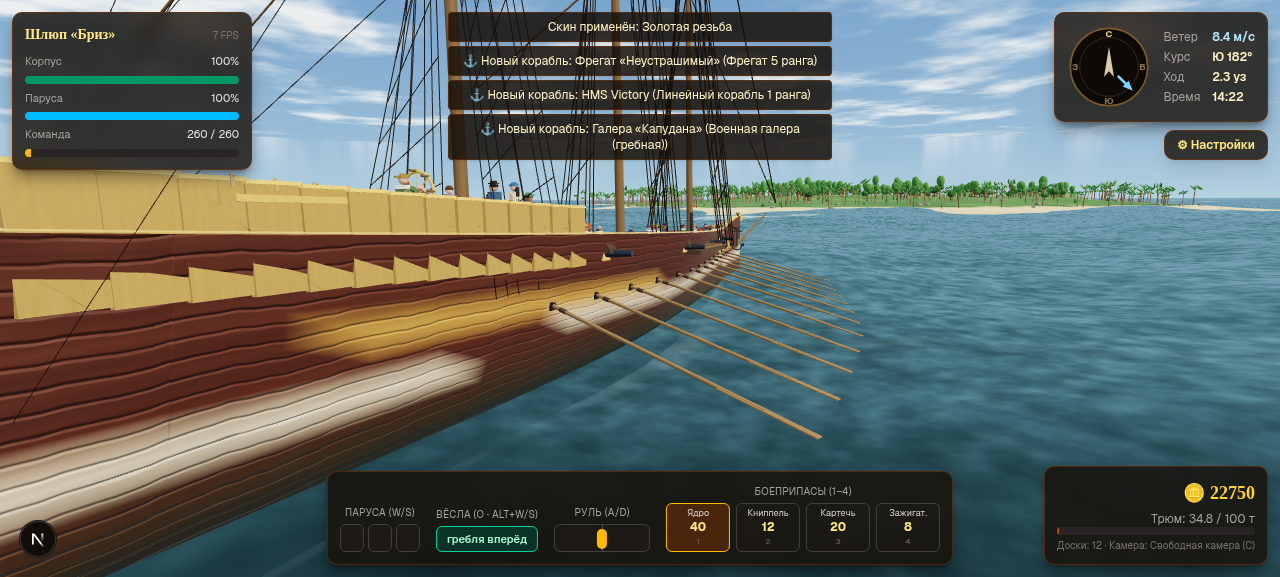 Шлюп «Бриз»
7 FPS
Корпус 100%
Паруса 100%
Команда 260 / 260
Скин применён: Золотая резьба
⚓ Новый корабль: Фрегат «Неустрашимый» (Фрегат 5 ранга)
⚓ Новый корабль: HMS Victory (Линейный корабль 1 ранга)
⚓ Новый корабль: Галера «Капудана» (Военная галера
(гребная))
С
З
В
Ю
Ветер 8.4 м/с
Курс Ю 182°
Ход 2.3 уз
Время 14:22
⚙ Настройки
ПАРУСА (W/S)
ВЁСЛА (O · ALT+W/S)
гребля вперёд
РУЛЬ (A/D)
БОЕПРИПАСЫ (1–4)
Ядро
40
1
Книппель
12
2
Картечь
20
3
Зажигат.
8
4
22750
Трюм: 34.8 / 100 т
Доски: 12 · Камера: Свободная камера (C)
N